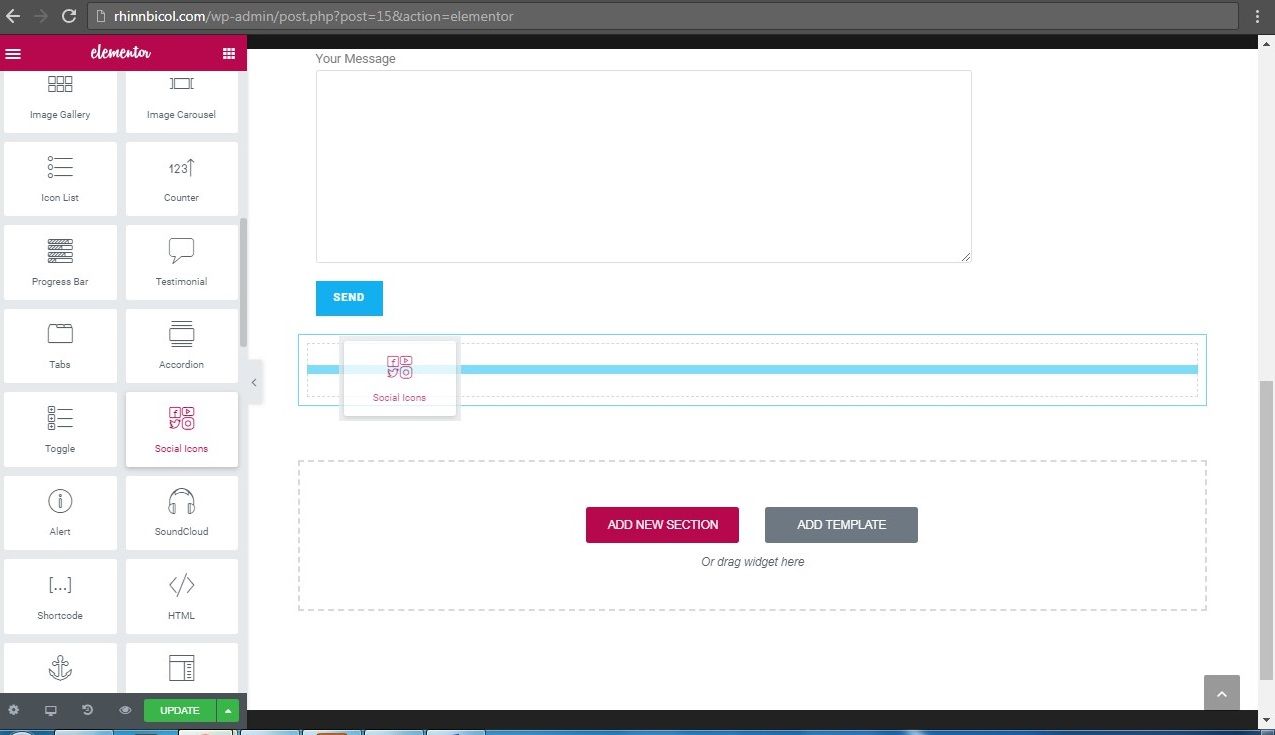 rhinnbicol.com/wp-admin/post.php?post=15&action=elementor
elementor
Image Gallery
Image Carousel
Icon List
123
Counter
Progress Bar
Testimonial
Tabs
Accordion
Toggle
Social Icons
Alert
SoundCloud
[...]
Shortcode
</>
HTML
UPDATE
Your Message
SEND
Social Icons
ADD NEW SECTION
ADD TEMPLATE
Or drag widget here